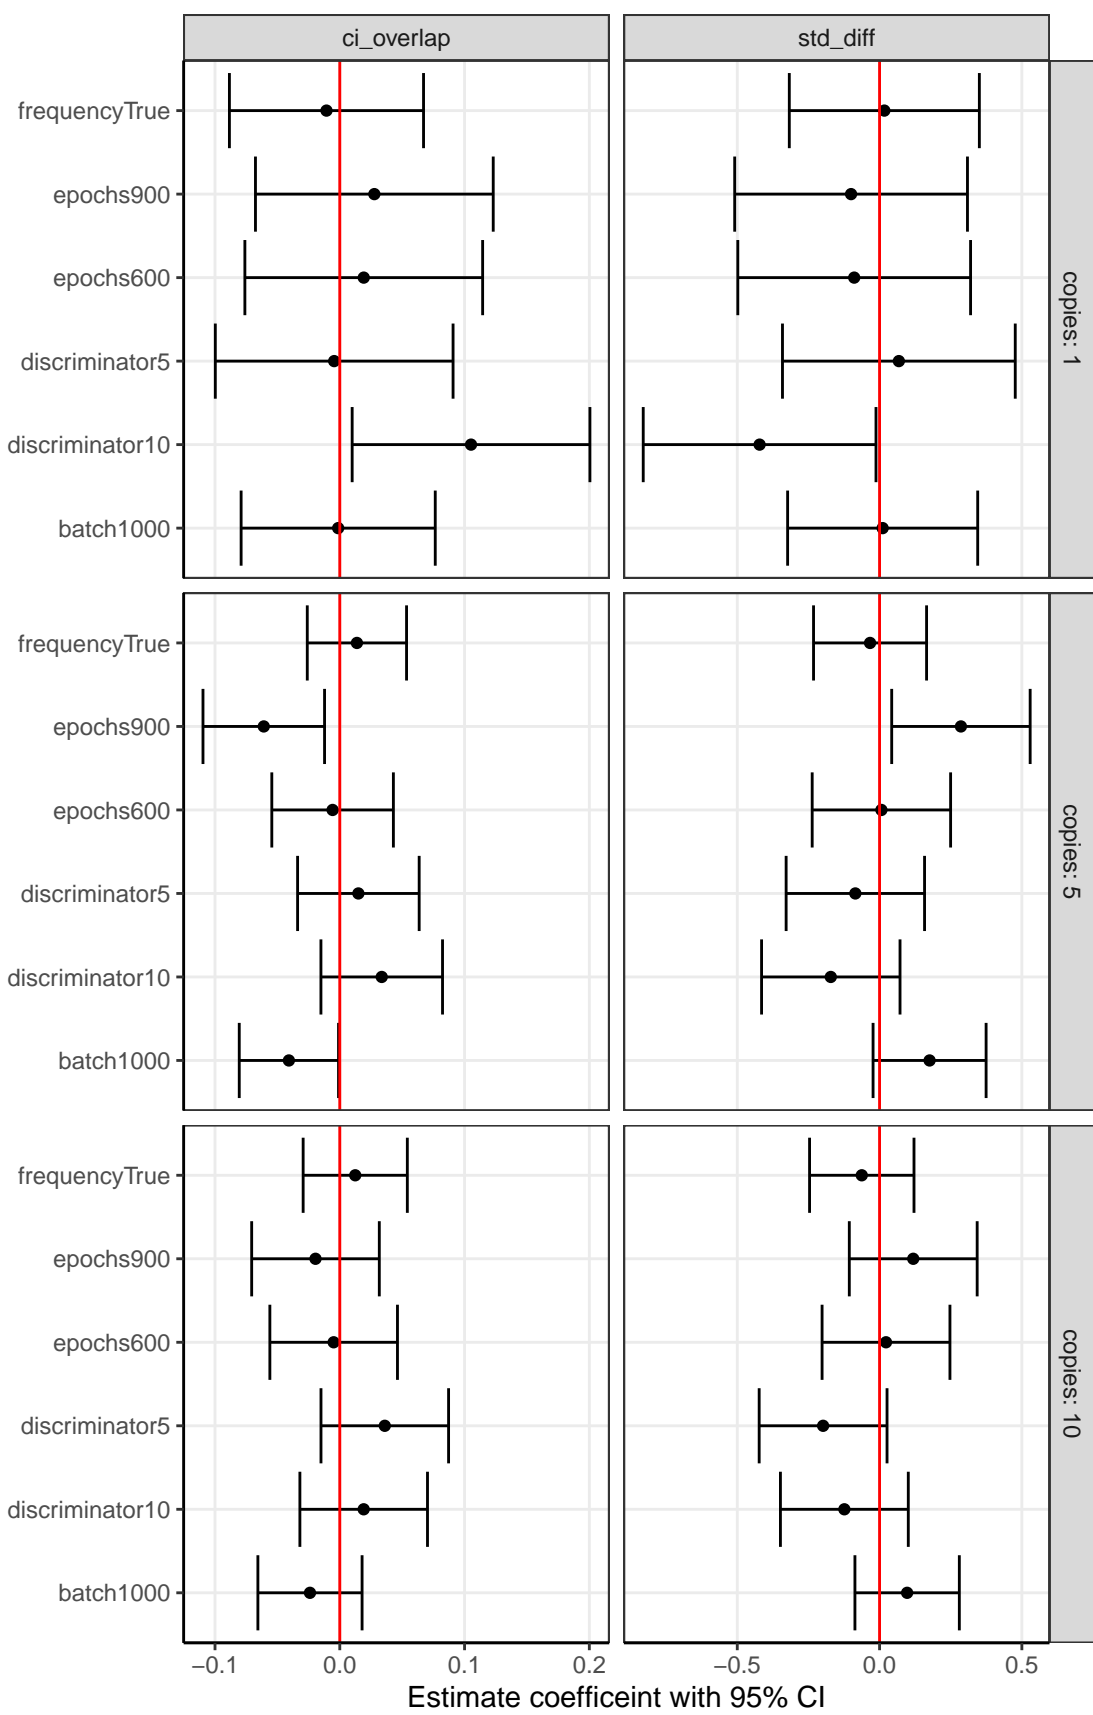 ci_overlap
std_diff
frequencyTrue
epochs900
epochs600
discriminator5
discriminator10
batch1000
copies: 1
frequencyTrue
epochs900
epochs600
discriminator5
discriminator10
batch1000
copies: 5
frequencyTrue
epochs900
epochs600
discriminator5
discriminator10
batch1000
copies: 10
−0.1 0.0 0.1 0.2
−0.5 0.0 0.5
Estimate coefficeint with 95% CI